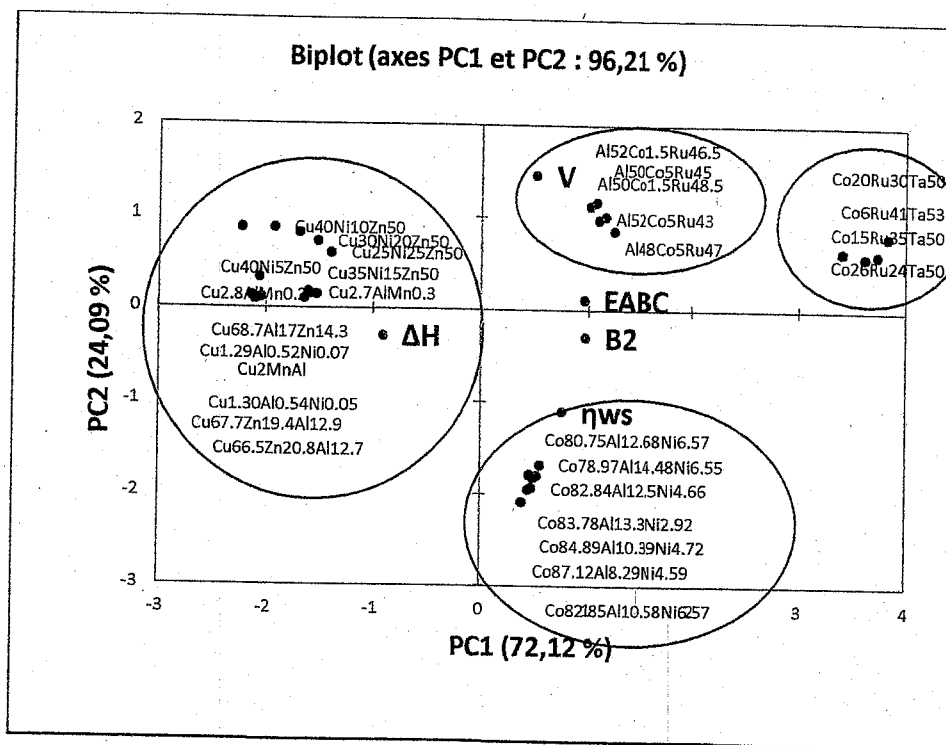 Biplot (axes PC1 et PC2 : 96,21 %)
2
1
0
-1
-2
-3
PC2 (24,09 %)
Al52Co1.5Ru46.5
V
Al50Co5Ru45
Al50Co1.5Ru48.5
Al52Co5Ru43
Al48Co5Ru47
Co20Ru30Ta50
Co6Ru41Ta53
Co15Ru35Ta50
Co26Ru24Ta50
Cu40Ni10Zn50
Cu30Ni20Zn50
Cu25Ni25Zn50
Cu40Ni5Zn50
Cu35Ni15Zn50
Cu2.8AlMn0.2
Cu2.7AlMn0.3
EABC
ΔH
B2
Cu68.7Al17Zn14.3
Cu1.29Al0.52Ni0.07
Cu2MnAl
Cu1.30Al0.54Ni0.05
Cu67.7Zn19.4Al12.9
Cu66.5Zn20.8Al12.7
ηws
Co80.75Al12.68Ni6.57
Co78.97Al14.48Ni6.55
Co82.84Al12.5Ni4.66
Co83.78Al13.3Ni2.92
Co84.89Al10.39Ni4.72
Co87.12Al8.29Ni4.59
-3 -2 -1 0 3 4
PC1 (72,12 %)